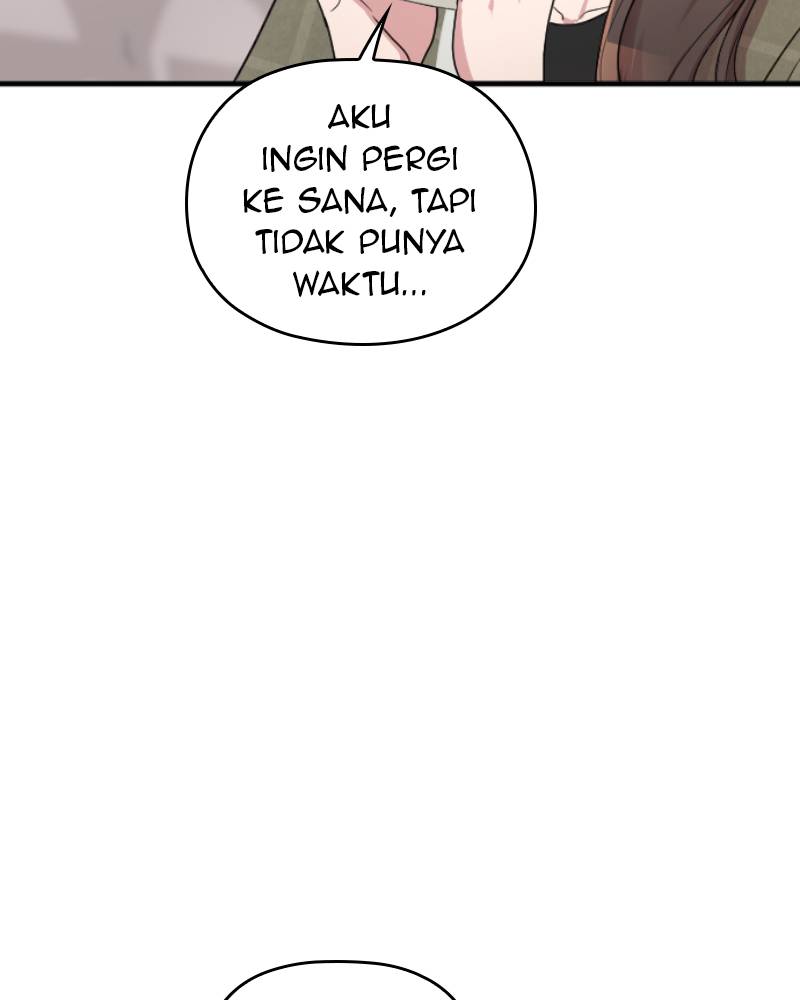 AKU
INGIN PERGI
KE SANA, TAPI
TIDAK PUNYA
WAKTU...